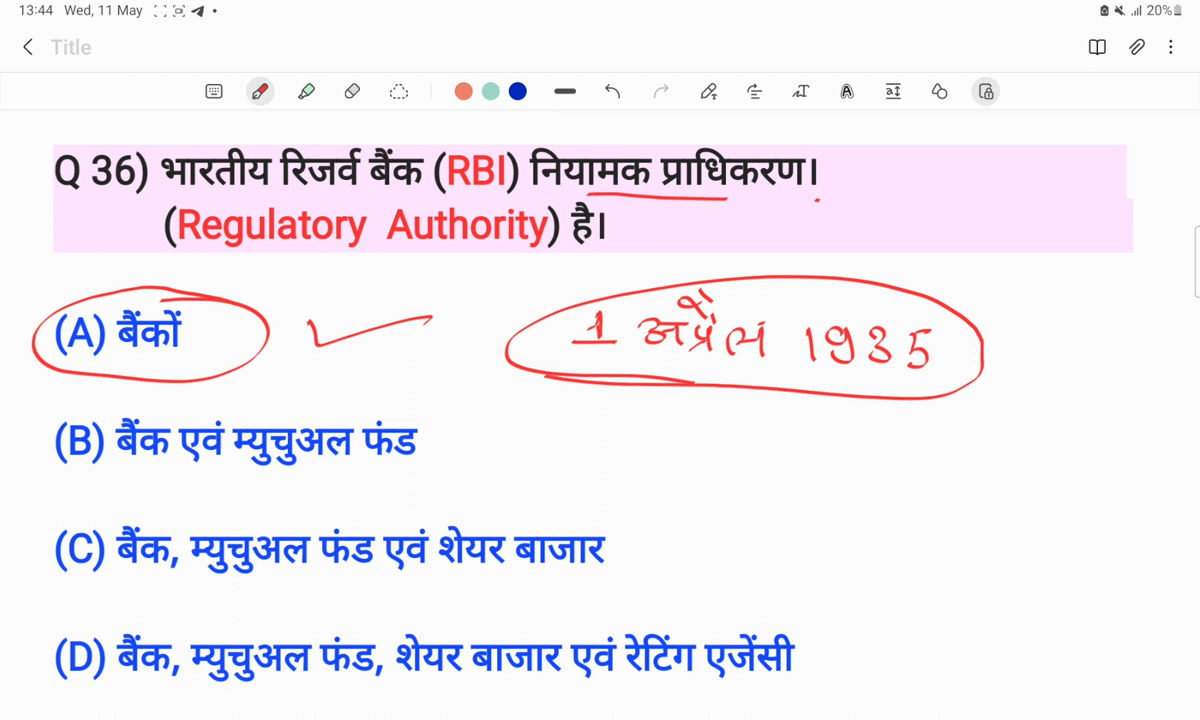 13:44 Wed, 11 May 20%
Title
Q 36) भारतीय रिजर्व बैंक (RBI) नियामक प्राधिकरण।
(Regulatory Authority) है।
(A) बैंकों
1 अप्रैल 1935
(B) बैंक एवं म्युचुअल फंड
(C) बैंक, म्युचुअल फंड एवं शेयर बाजार
(D) बैंक, म्युचुअल फंड, शेयर बाजार एवं रेटिंग एजेंसी